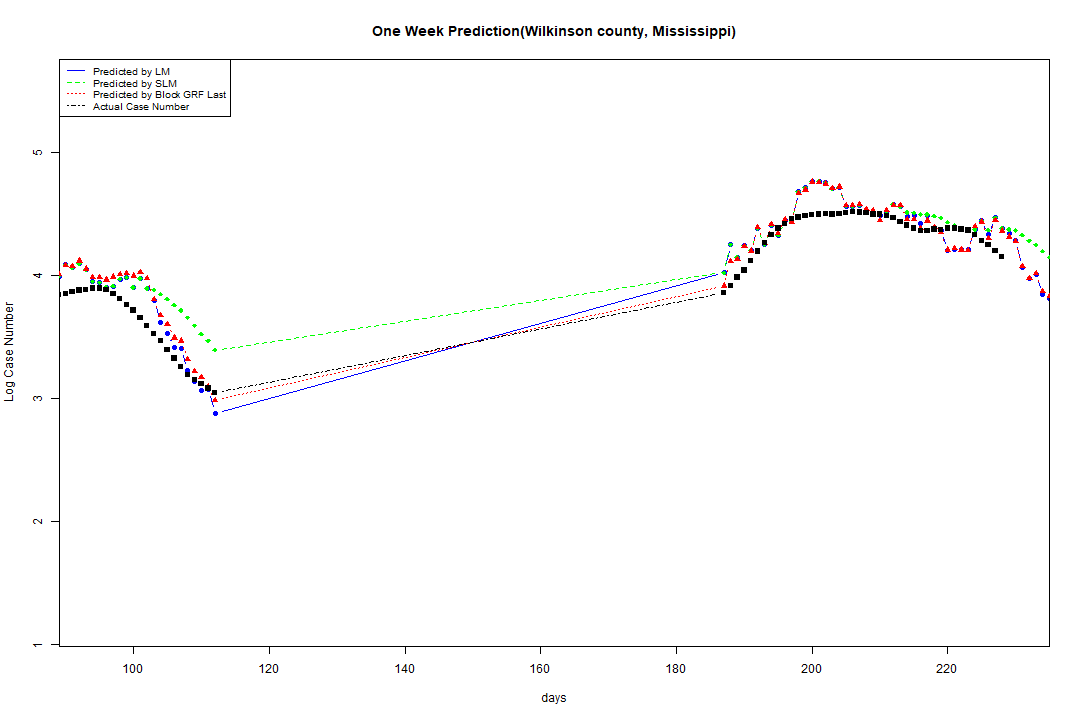 One Week Prediction(Wilkinson county, Mississippi)
Predicted by LM
Predicted by SLM
Predicted by Block GRF Last
Actual Case Number
5
4
3
2
1
Log Case Number
100 120 140 160 180 200 220
days